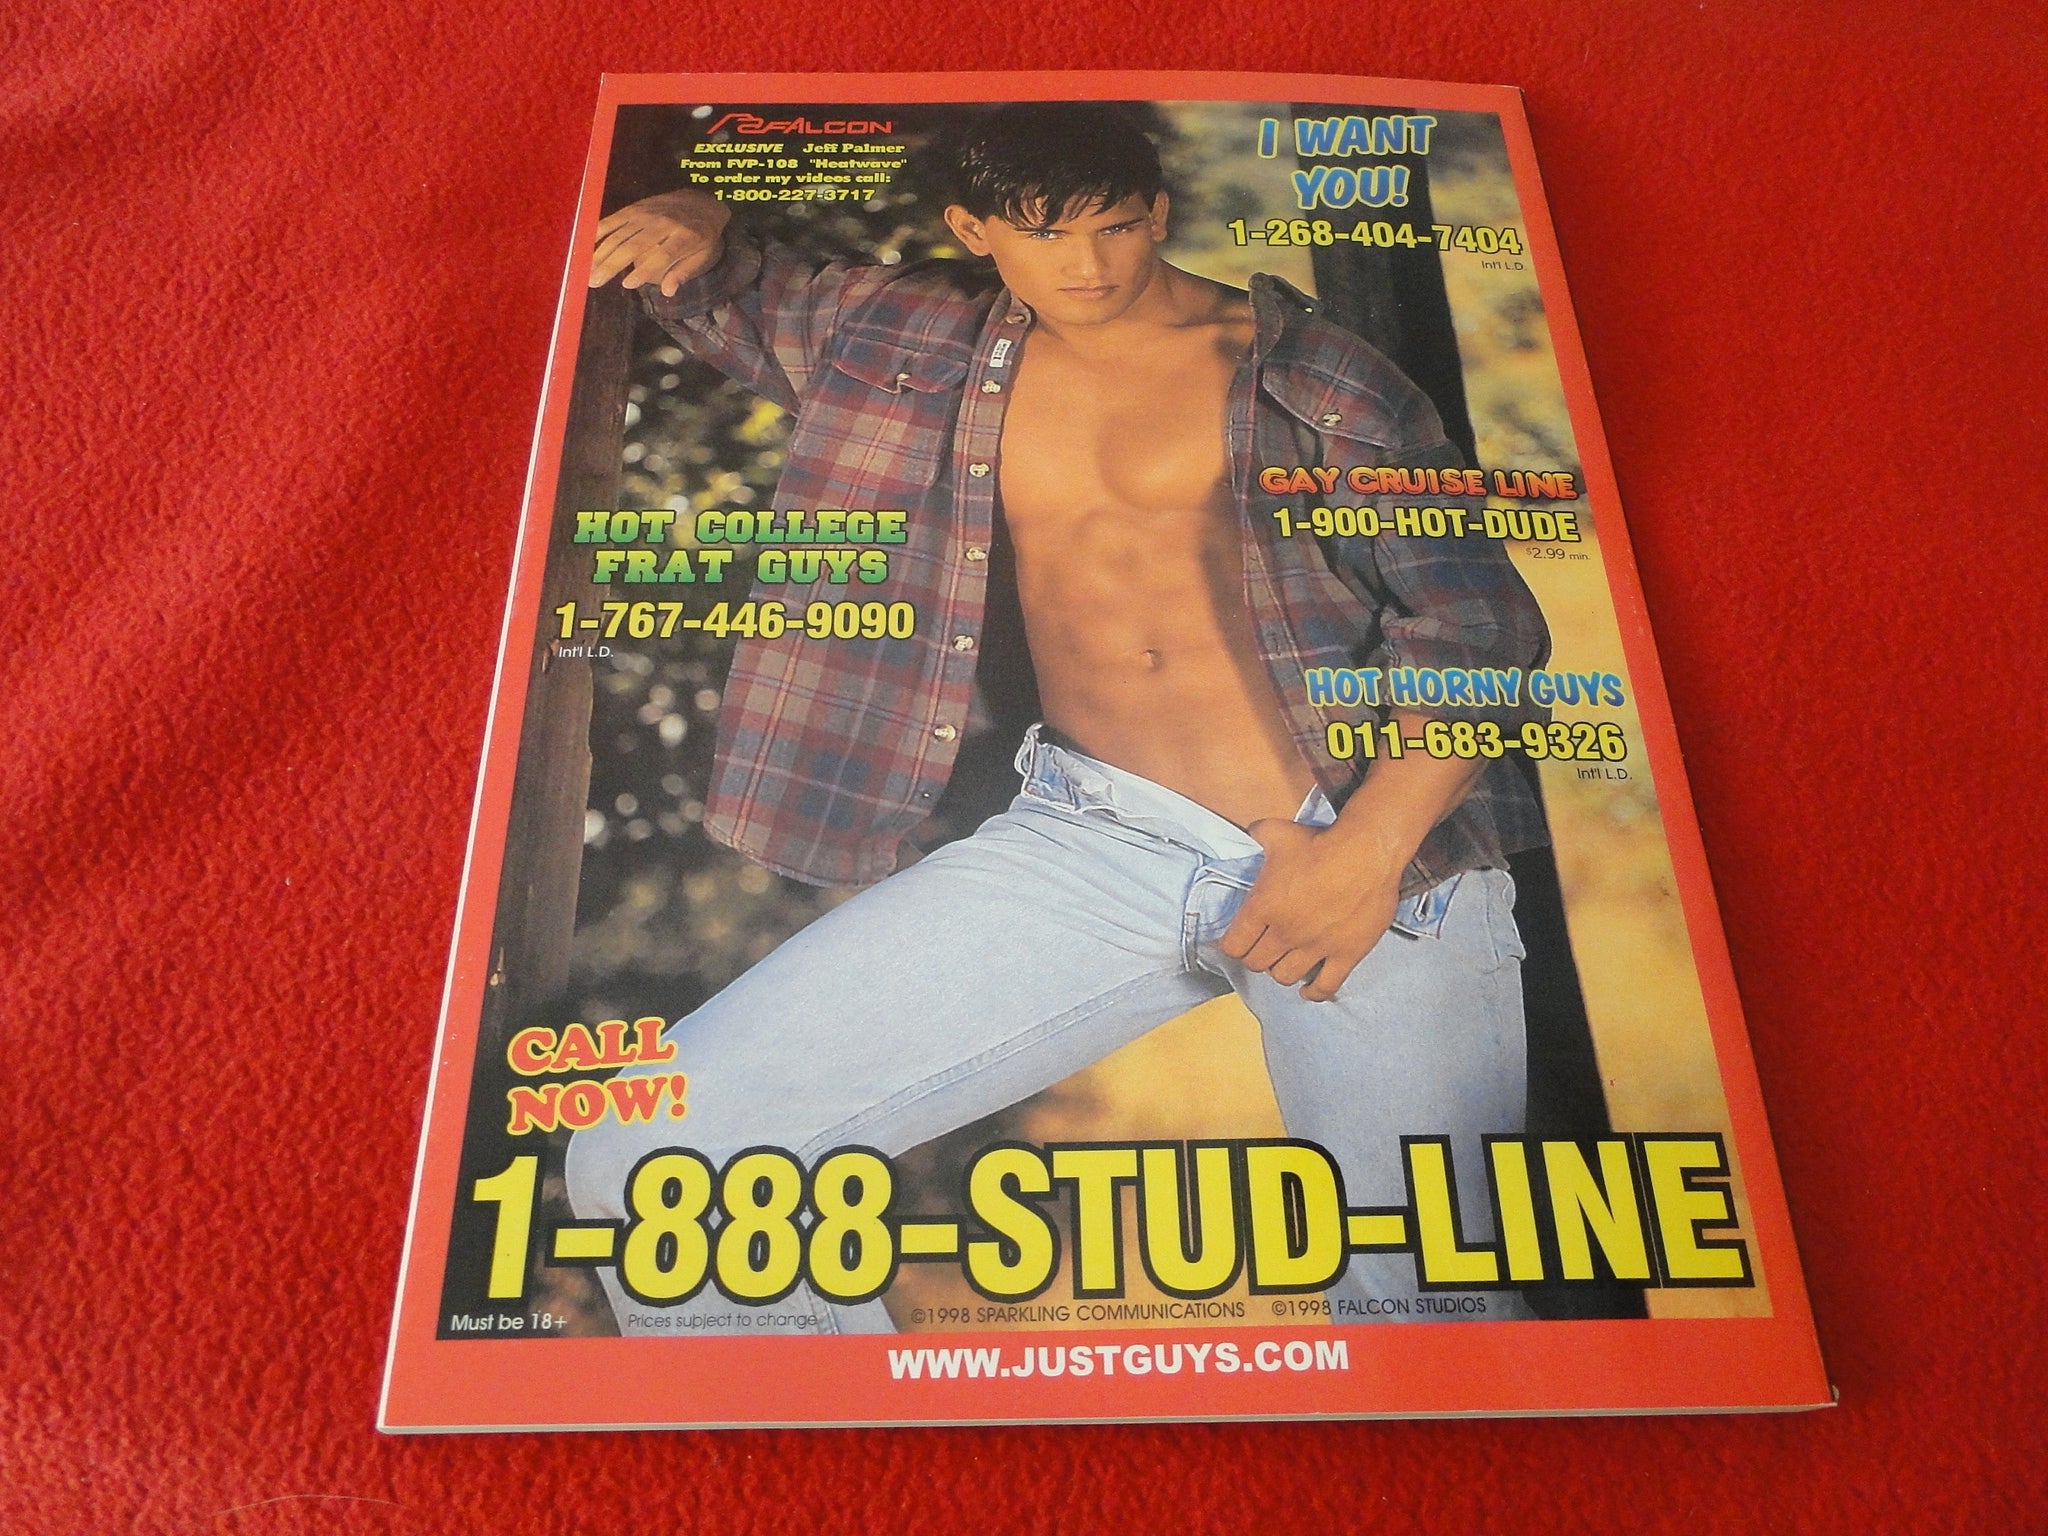 FALCON
EXCLUSIVE Jeff Palmer
From FVP-108 "Heatwave"
To order my videos call:
1-800-227-3717
I WANT
YOU!
1-268-404-7404
Int'l L.D.
GAY CRUISE LINE
1-900-HOT-DUDE
$2.99 min.
HOT COLLEGE
FRAT GUYS
1-767-446-9090
Int'l L.D.
HOT HORNY GUYS
011-683-9326
Int'l L.D.
CALL
NOW!
1-888-STUD-LINE
Must be 18+ Prices subject to change ©1998 SPARKLING COMMUNICATIONS ©1998 FALCON STUDIOS
WWW.JUSTGUYS.COM